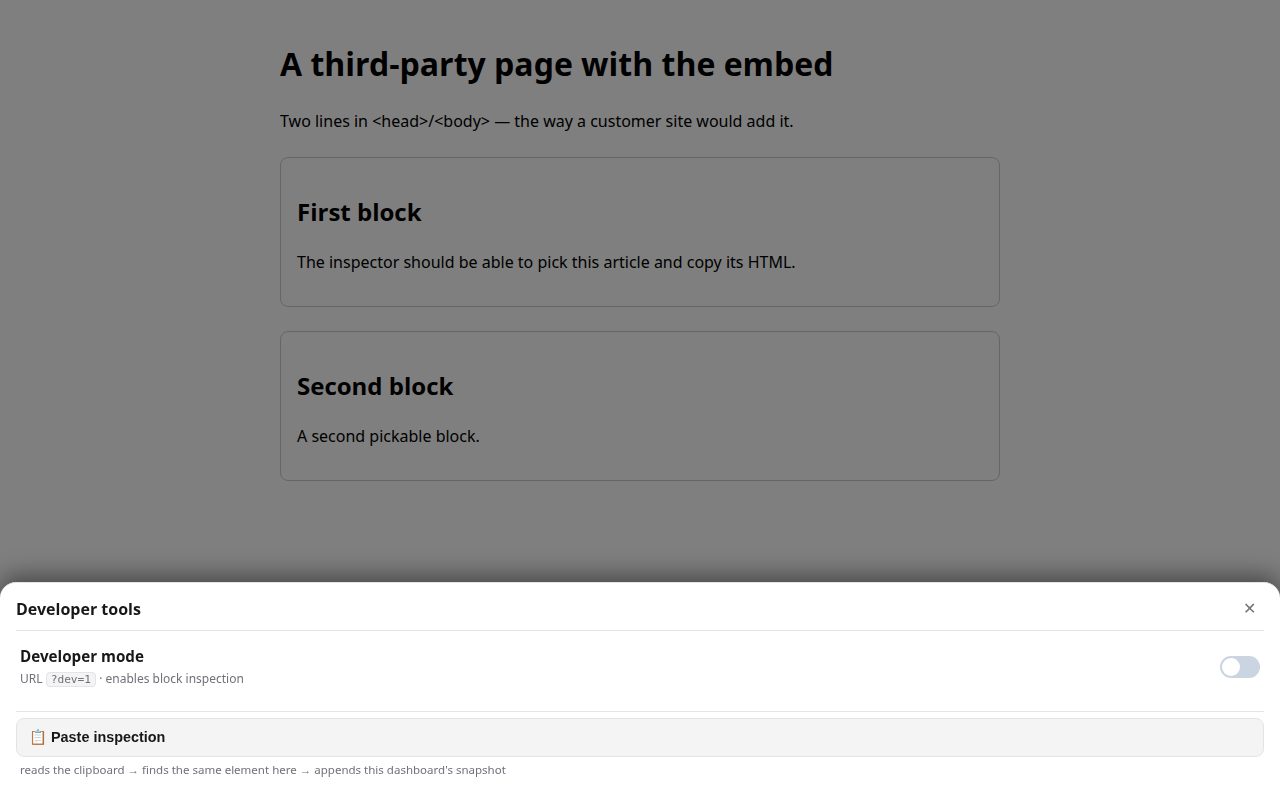 A third-party page with the embed
Two lines in <head>/<body> — the way a customer site would add it.
First block
The inspector should be able to pick this article and copy its HTML.
Second block
A second pickable block.
Developer tools
✕
Developer mode
URL ?dev=1 · enables block inspection
📋 Paste inspection
reads the clipboard → finds the same element here → appends this dashboard's snapshot